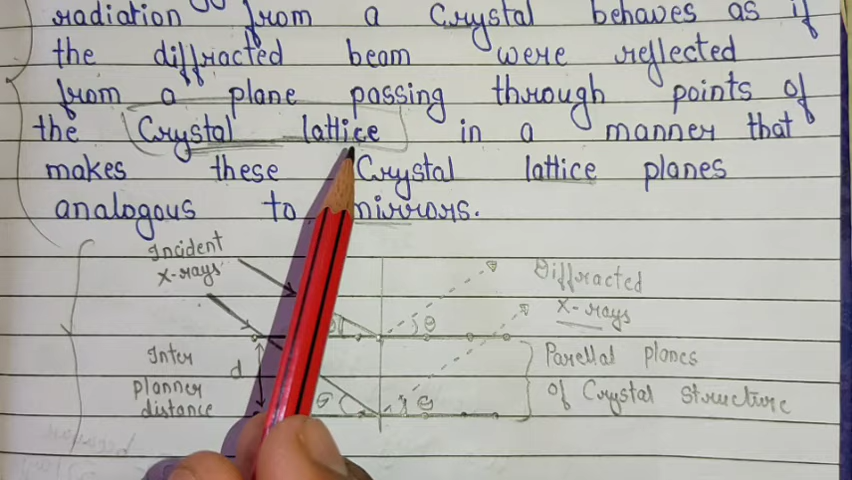 radiation from a Crystal behaves as if
the diffracted beam were reflected
from a plane passing through points of
the Crystal lattice in a manner that
makes these Crystal lattice planes
analogous to mirrors.
Incident
X-rays
Diffracted
X-rays
θ
Inter
planner
distance
d
Parellal planes
of Crystal structure
θ
θ